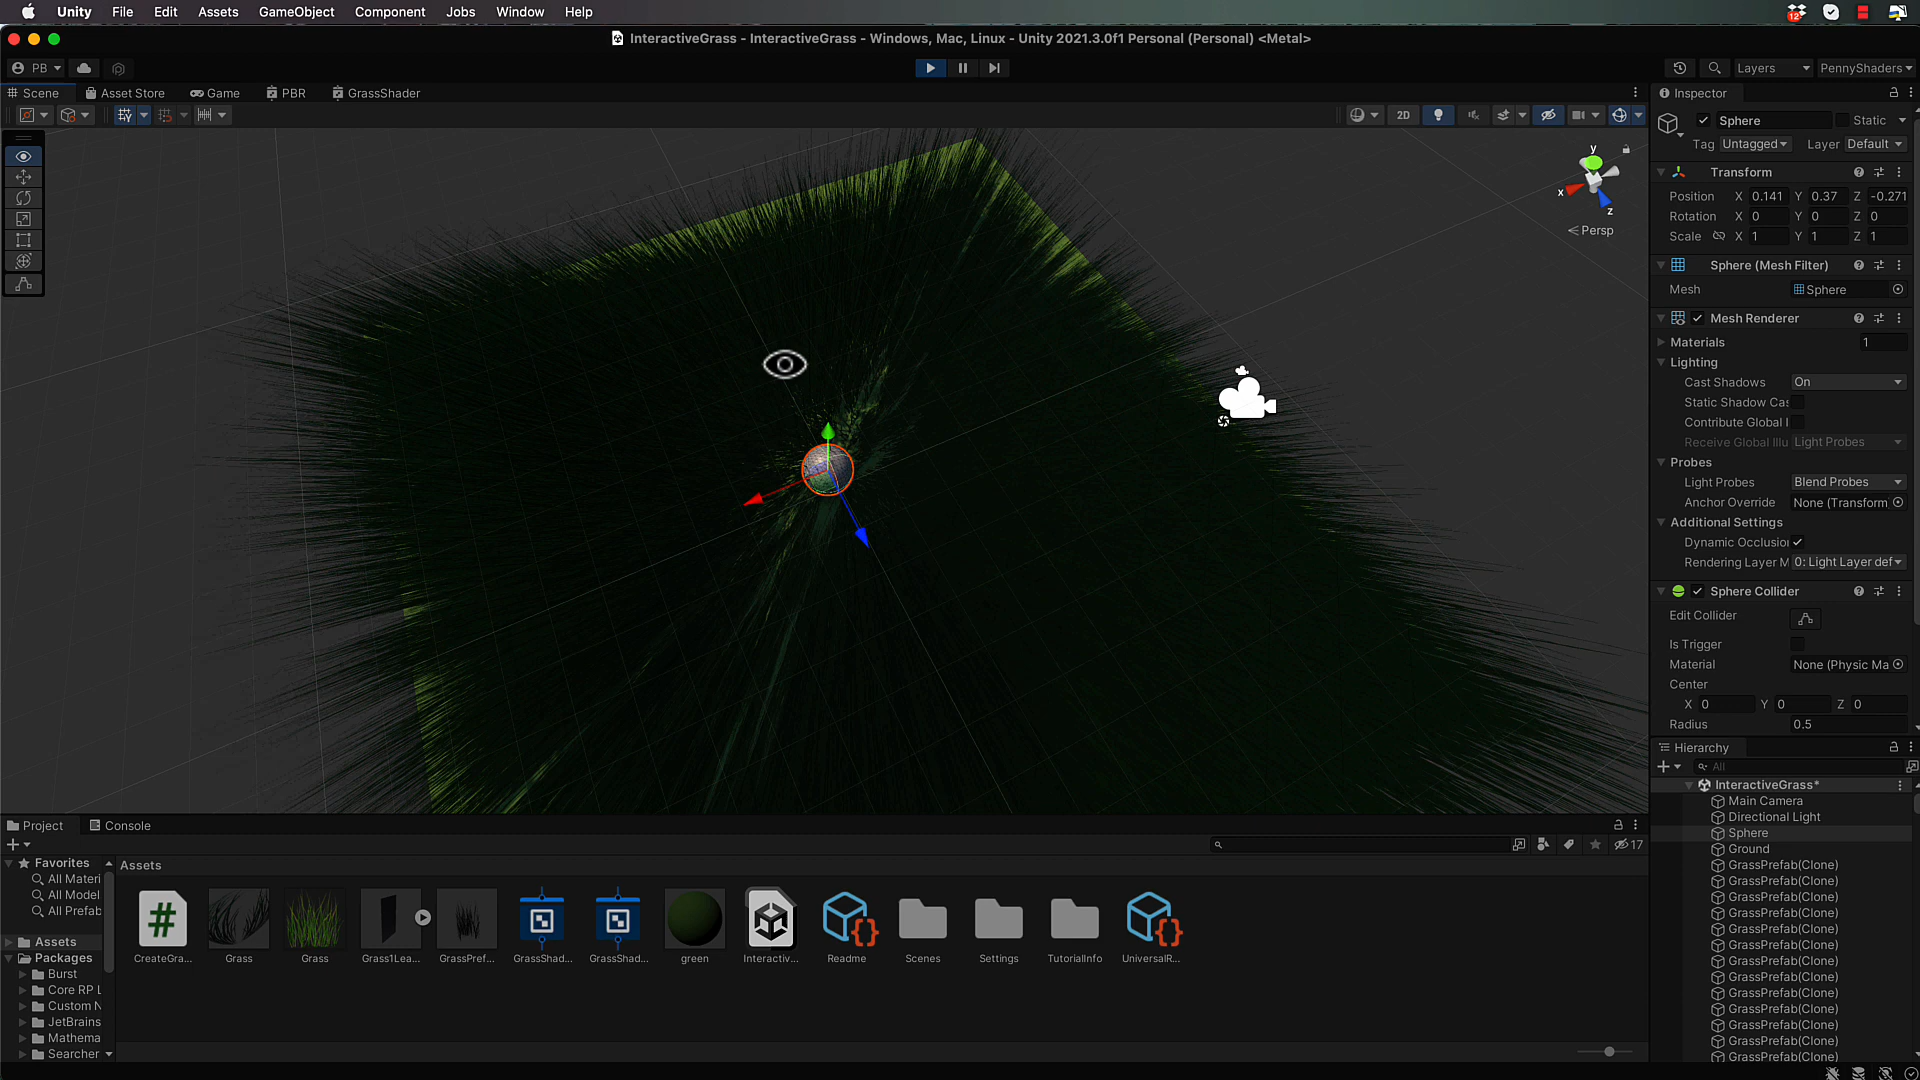 Unity File Edit Assets GameObject Component Jobs Window Help
12
InteractiveGrass - InteractiveGrass - Windows, Mac, Linux - Unity 2021.3.0f1 Personal (Personal) <Metal>
PB
Layers
PennyShaders
Scene Asset Store Game PBR GrassShader
2D
y
x
z
Persp
Inspector
Sphere
Static
Tag Untagged Layer Default
Transform
Position X 0.141 Y 0.37 Z -0.271
Rotation X 0 Y 0 Z 0
Scale X 1 Y 1 Z 1
Sphere (Mesh Filter)
Mesh Sphere
Mesh Renderer
Materials 1
Lighting
Cast Shadows On
Static Shadow Cas
Contribute Global I
Receive Global Illu Light Probes
Probes
Light Probes Blend Probes
Anchor Override None (Transform
Additional Settings
Dynamic Occlusion
Rendering Layer M 0: Light Layer def
Sphere Collider
Edit Collider
Is Trigger
Material None (Physic Ma
Center
X 0 Y 0 Z 0
Radius 0.5
Hierarchy
All
InteractiveGrass*
Main Camera
Directional Light
Sphere
Ground
GrassPrefab(Clone)
GrassPrefab(Clone)
GrassPrefab(Clone)
GrassPrefab(Clone)
GrassPrefab(Clone)
GrassPrefab(Clone)
GrassPrefab(Clone)
GrassPrefab(Clone)
GrassPrefab(Clone)
GrassPrefab(Clone)
GrassPrefab(Clone)
GrassPrefab(Clone)
GrassPrefab(Clone)
Project Console
17
Favorites
All Materi
All Model
All Prefab
Assets
Packages
Burst
Core RP L
Custom N
JetBrains
Mathema
Searcher
Assets
CreateGra... Grass Grass Grass1Lea... GrassPref... GrassShad... GrassShad... green Interactiv... Readme Scenes Settings TutorialInfo UniversalR...